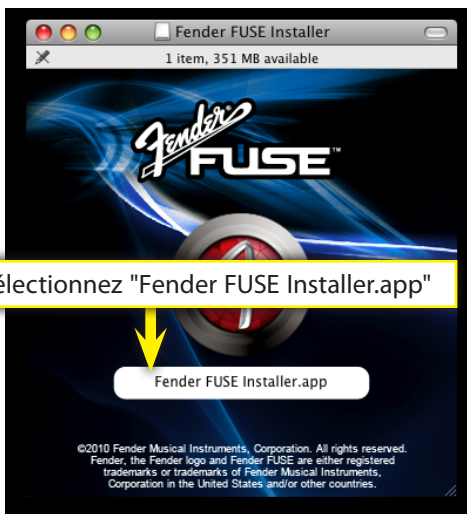 Fender FUSE Installer
1 item, 351 MB available
Fender
FUSE™
électionnez "Fender FUSE Installer.app"
Fender FUSE Installer.app
©2010 Fender Musical Instruments, Corporation. All rights reserved.
Fender, the Fender logo and Fender FUSE are either registered
trademarks or trademarks of Fender Musical Instruments,
Corporation in the United States and/or other countries.